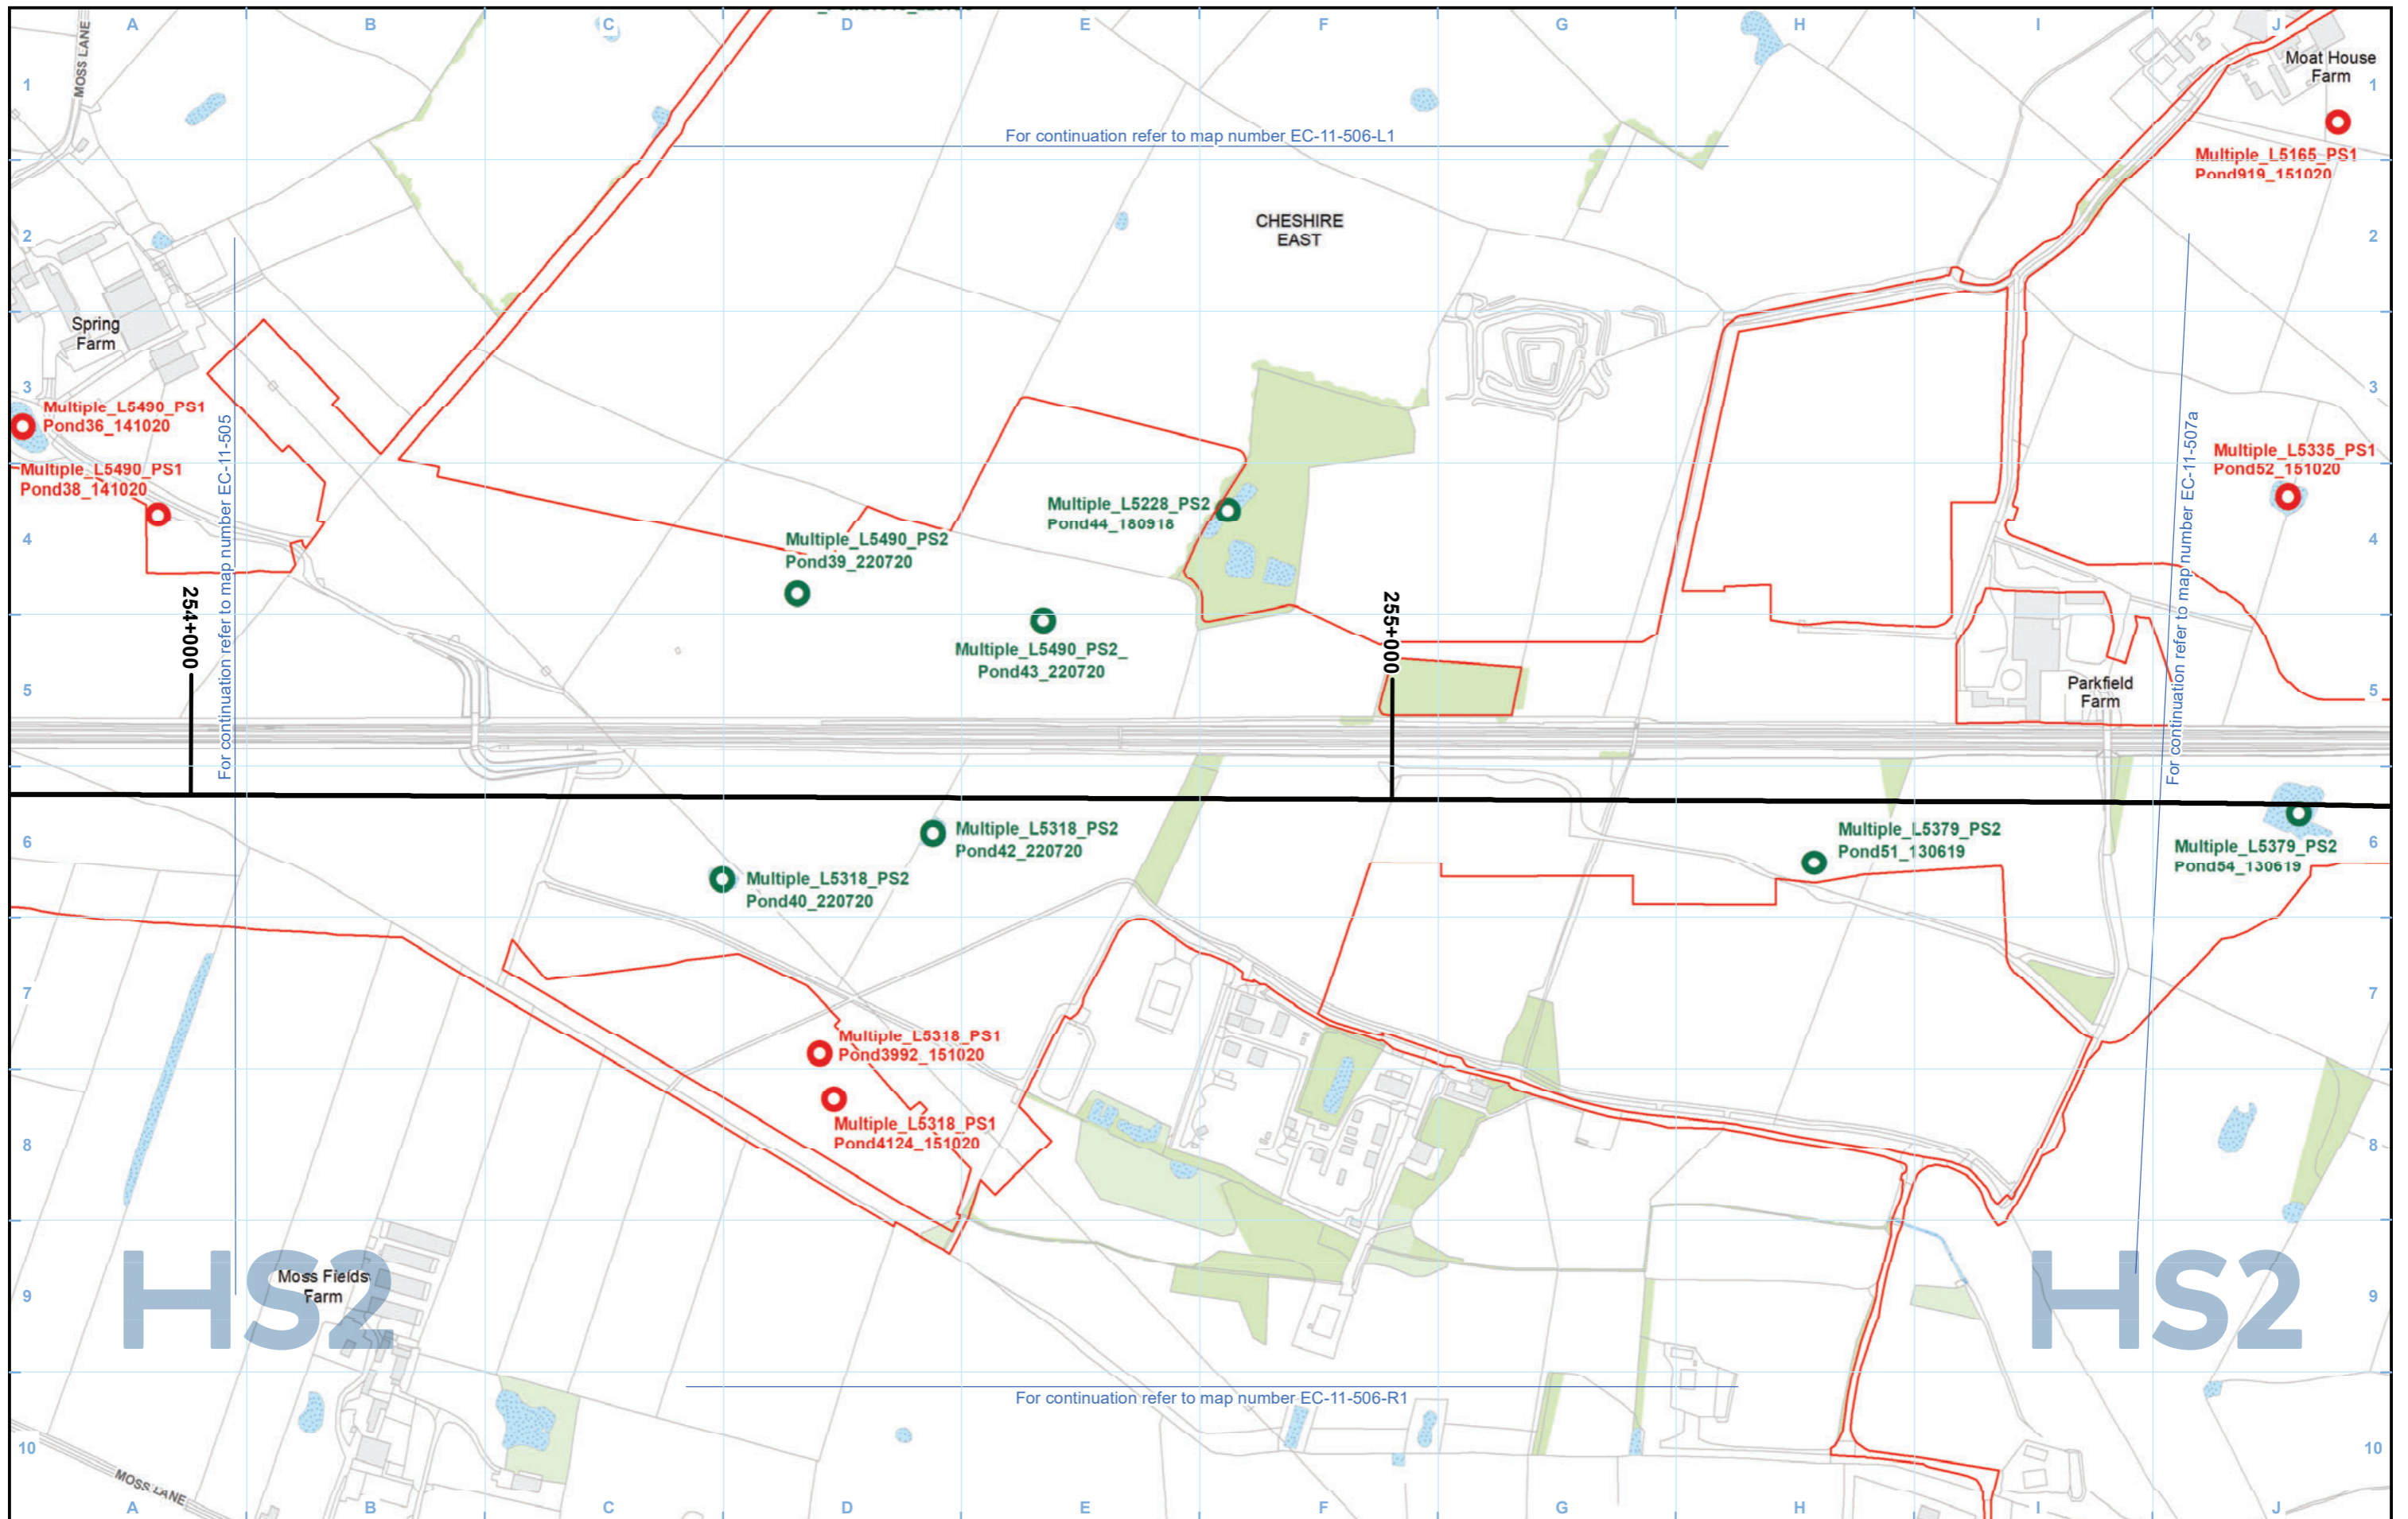 A B C D E F G H I J
MOSS LANE
Moat House
Farm
1 1
For continuation refer to map number EC-11-506-L1
Multiple_L5165_PS1
Pond919_151020
CHESHIRE
EAST
2 2
Spring
Farm
3 3
Multiple_L5490_PS1
Pond36_141020
Multiple_L5490_PS1
Pond38_141020
For continuation refer to map number EC-11-505
For continuation refer to map number EC-11-507a
Multiple_L5335_PS1
Pond52_151020
Multiple_L5228_PS2
Pond44_180918
4 4
Multiple_L5490_PS2
Pond39_220720
254+000
255+000
Multiple_L5490_PS2_
Pond43_220720
5 5
Parkfield
Farm
Multiple_L5318_PS2
Pond42_220720
Multiple_L5379_PS2
Pond51_130619
Multiple_L5379_PS2
Pond54_130619
6 6
Multiple_L5318_PS2
Pond40_220720
7 7
Multiple_L5318_PS1
Pond3992_151020
Multiple_L5318_PS1
Pond4124_151020
8 8
HS2
Moss Fields
Farm
HS2
9 9
For continuation refer to map number EC-11-506-R1
10 10
MOSS LANE
A B C D E F G H I J